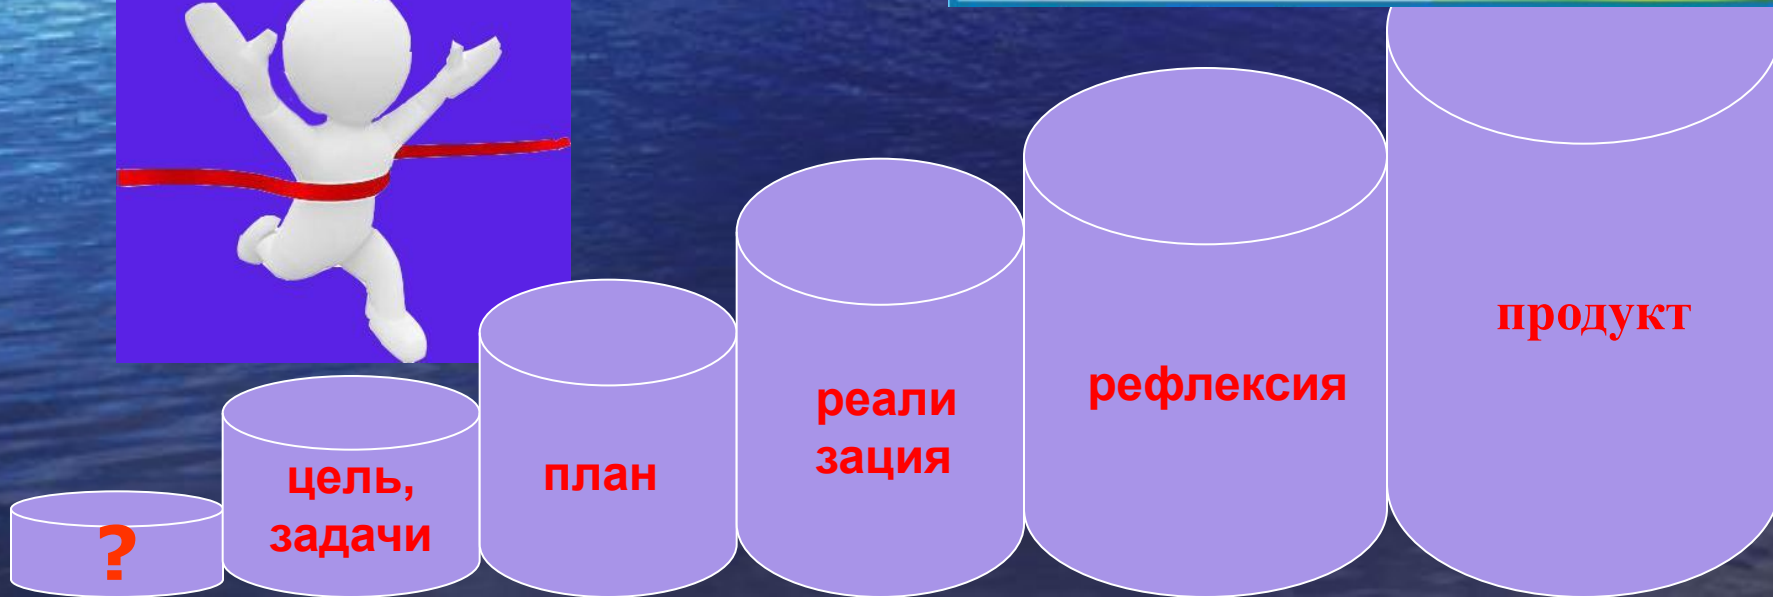 ?
цель,
задачи
план
реали
зация
рефлексия
продукт